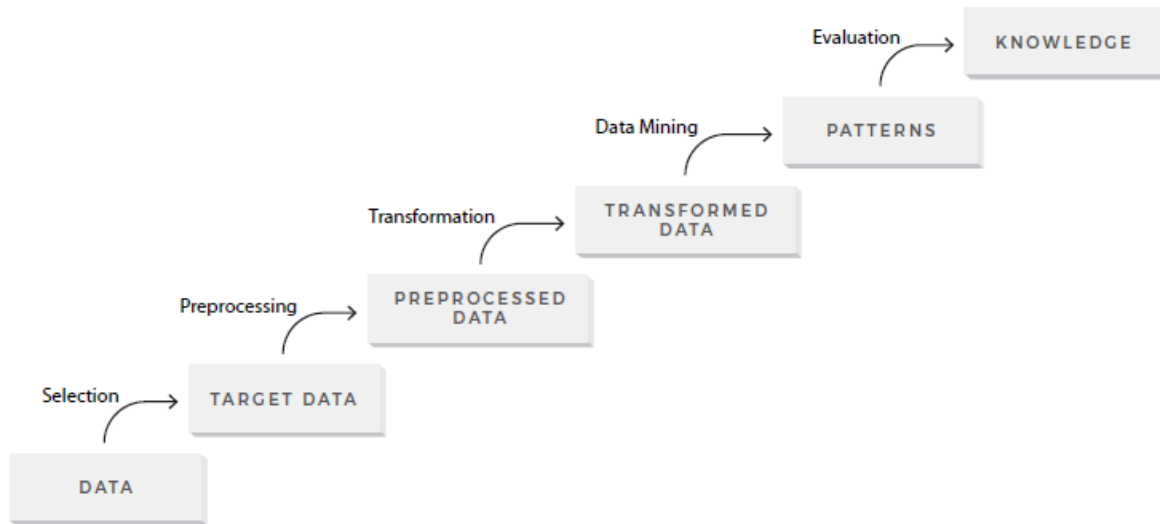 Evaluation
KNOWLEDGE
Data Mining
PATTERNS
Transformation
TRANSFORMED
DATA
Preprocessing
PREPROCESSED
DATA
Selection
TARGET DATA
DATA